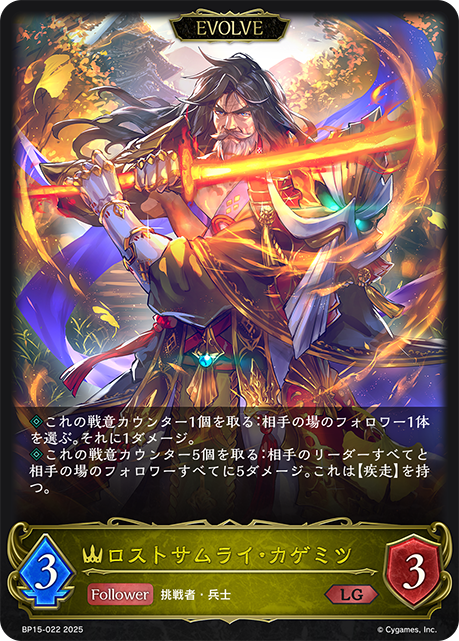 EVOLVE
これの戦意カウンター1個を取る：相手の場のフォロワー1体
を選ぶ。それに1ダメージ。
これの戦意カウンター5個を取る：相手のリーダーすべてと
相手の場のフォロワーすべてに5ダメージ。これは【疾走】を持
つ。
ロストサムライ・カゲミツ
3
Follower 挑戦者・兵士 LG
3
BP15-022 2025 © Cygames, Inc.